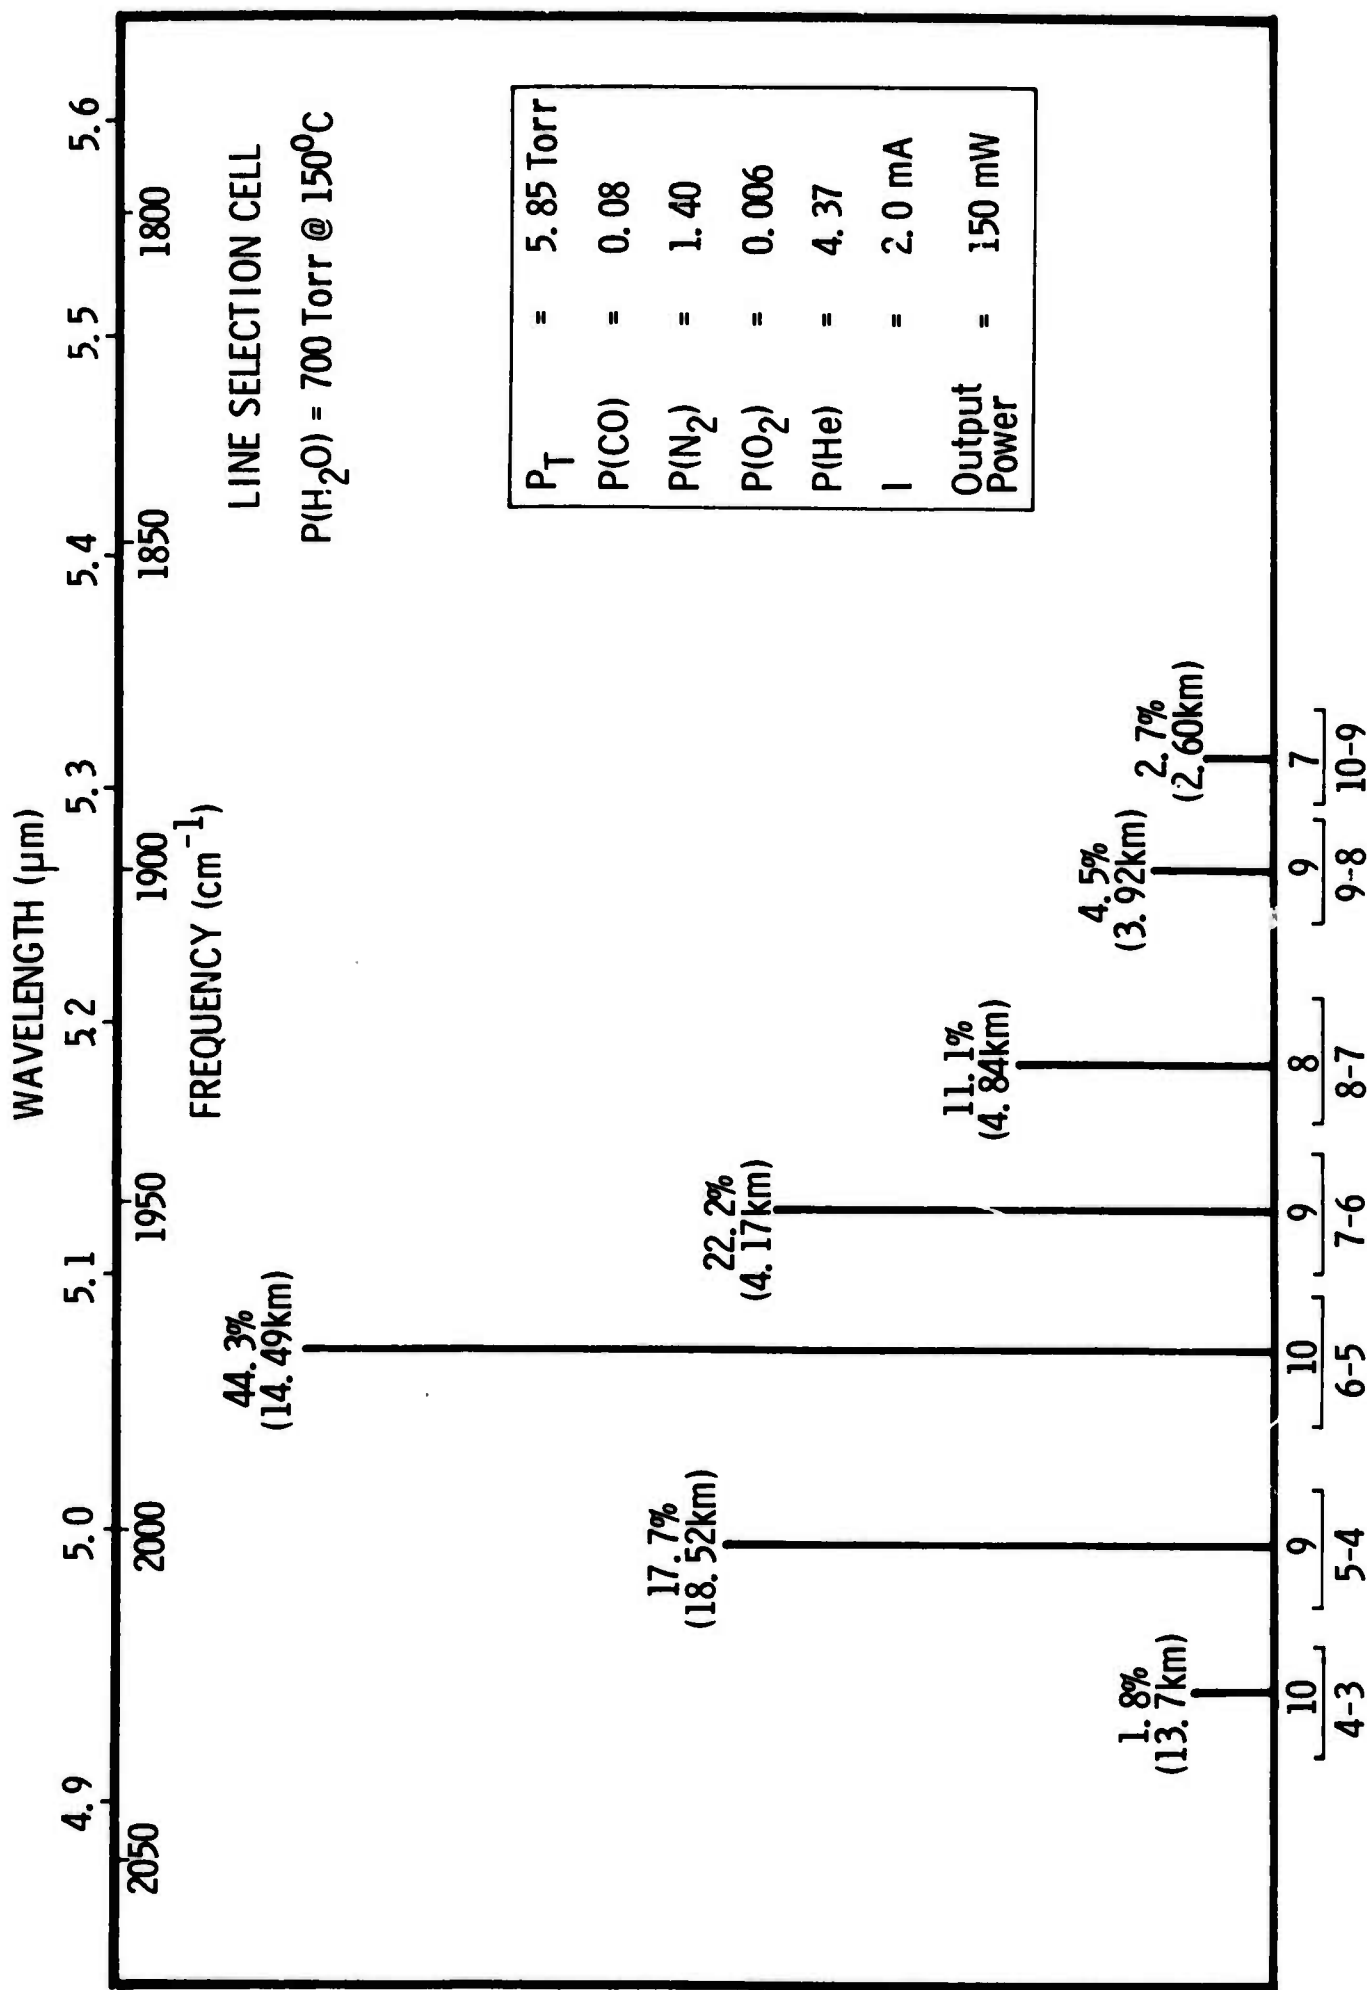 WAVELENGTH (μm)
4.9 5.0 5.1 5.2 5.3 5.4 5.5 5.6
2050 2000 1950 1900 1850 1800
FREQUENCY (cm⁻¹)
LINE SELECTION CELL
P(H₂O) = 700 Torr @ 150⁰C
P_T = 5.85 Torr
P(CO) = 0.08
P(N₂) = 1.40
P(O₂) = 0.006
P(He) = 4.37
I = 2.0 mA
Output
Power = 150 mW
1.8%
(13.7km)
17.7%
(18.52km)
44.3%
(14.49km)
22.2%
(4.17km)
11.1%
(4.84km)
4.5%
(3.92km)
2.7%
(2.60km)
10 9 10 9 8 9 7
4-3 5-4 6-5 7-6 8-7 9-8 10-9